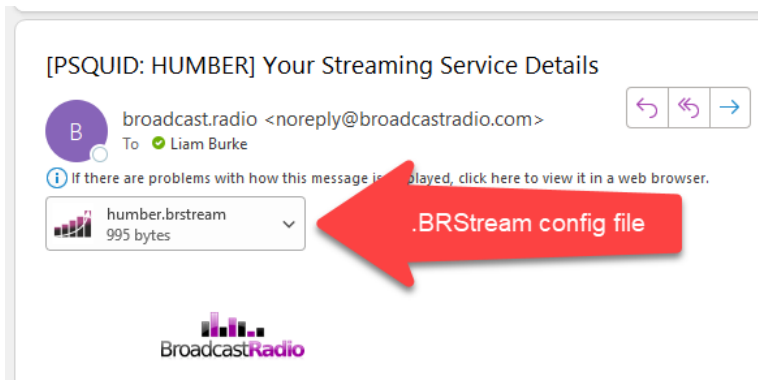 [PSQUID: HUMBER] Your Streaming Service Details
B
broadcast.radio <noreply@broadcastradio.com>
To Liam Burke
If there are problems with how this message is displayed, click here to view it in a web browser.
humber.brstream
995 bytes
.BRStream config file
BroadcastRadio